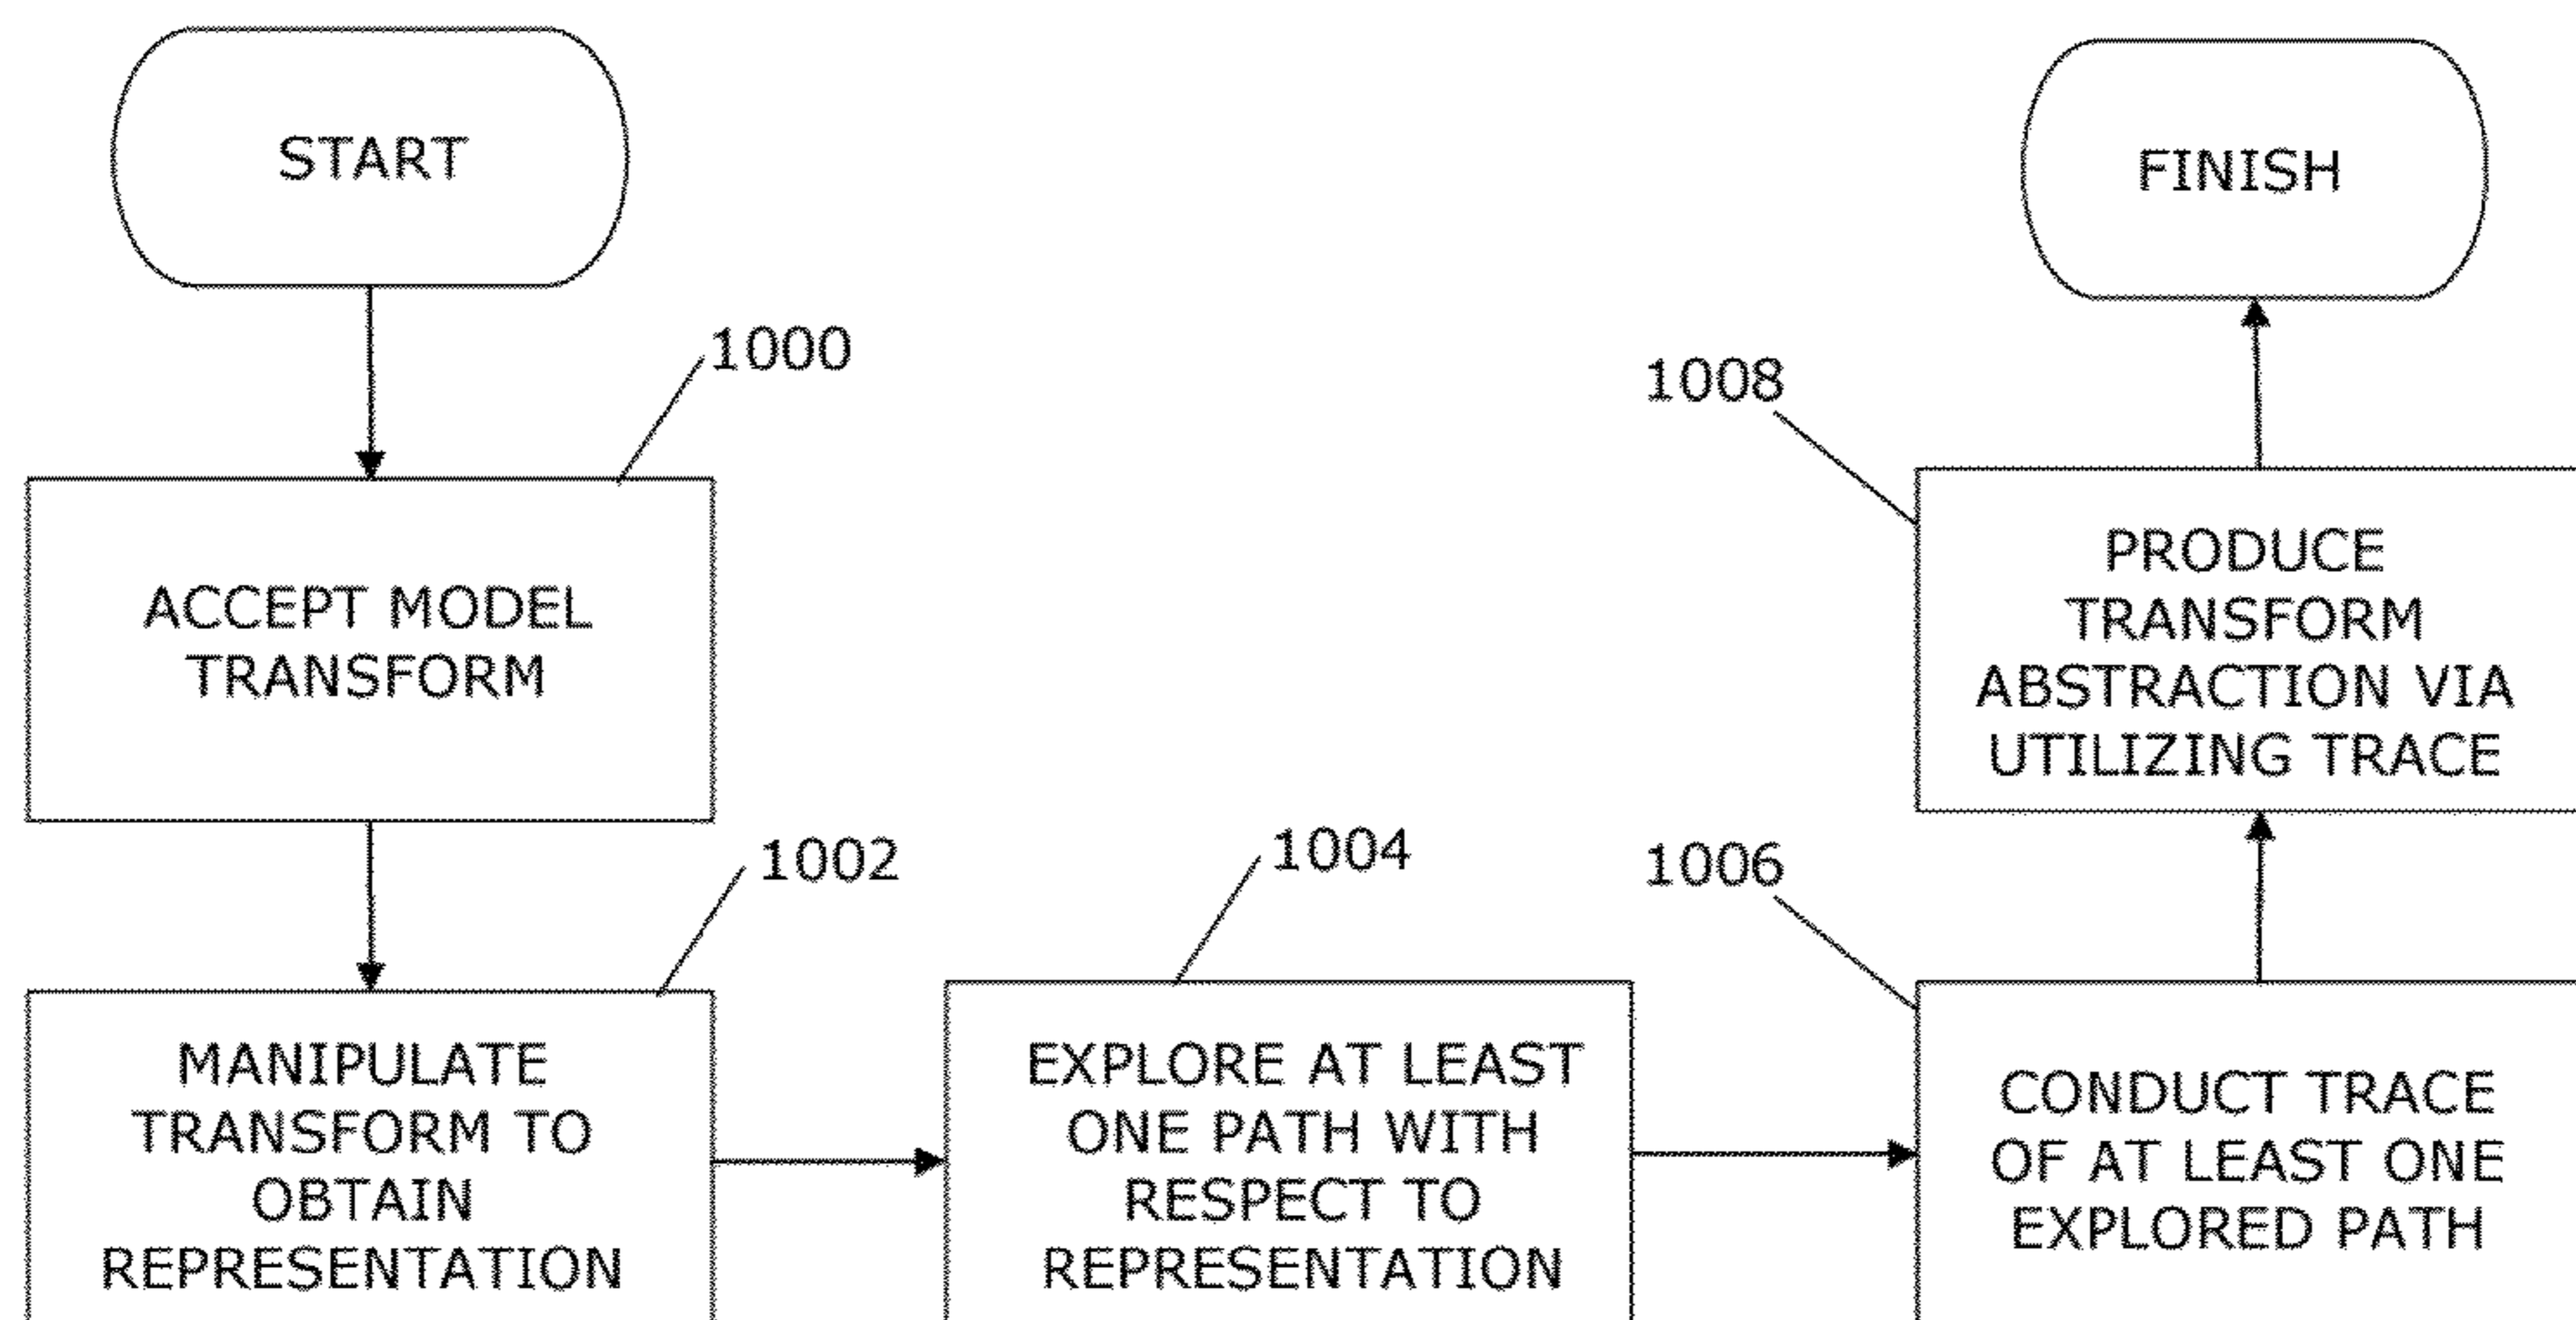 START
1000
ACCEPT MODEL
TRANSFORM
1002
MANIPULATE
TRANSFORM TO
OBTAIN
REPRESENTATION
1004
EXPLORE AT LEAST
ONE PATH WITH
RESPECT TO
REPRESENTATION
1006
CONDUCT TRACE
OF AT LEAST ONE
EXPLORED PATH
1008
PRODUCE
TRANSFORM
ABSTRACTION VIA
UTILIZING TRACE
FINISH